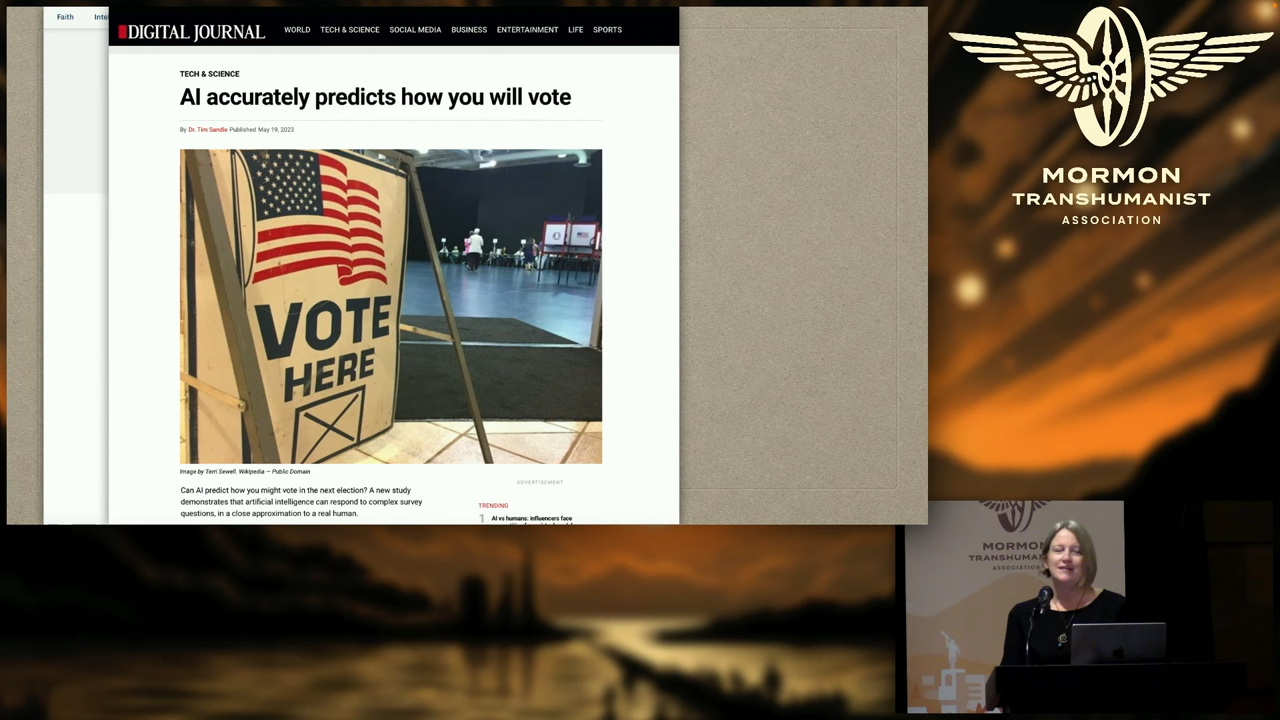 Faith Inte
DIGITAL JOURNAL WORLD TECH & SCIENCE SOCIAL MEDIA BUSINESS ENTERTAINMENT LIFE SPORTS
TECH & SCIENCE
AI accurately predicts how you will vote
By Dr. Tim Sandle Published May 19, 2023
VOTE
HERE
Image by Terri Sewell. Wikipedia — Public Domain
Can AI predict how you might vote in the next election? A new study
demonstrates that artificial intelligence can respond to complex survey
questions, in a close approximation to a real human.
ADVERTISEMENT
TRENDING
1 AI vs humans: influencers face
MORMON
TRANSHUMANIST
ASSOCIATION
MORMON
TRANSHUMAN
ASSOCIATION